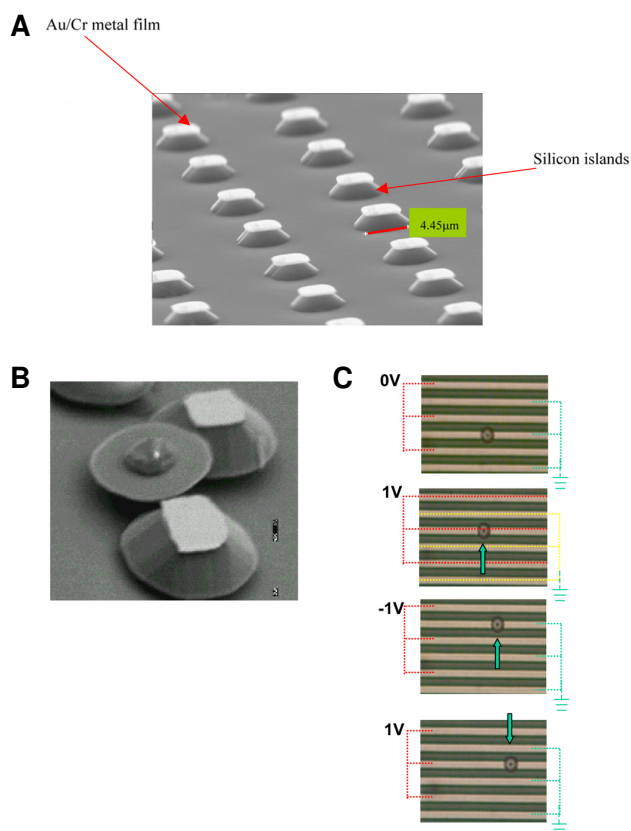 A
Au/Cr metal film
Silicon islands
4.45μm
B
C
0V
1V
-1V
1V